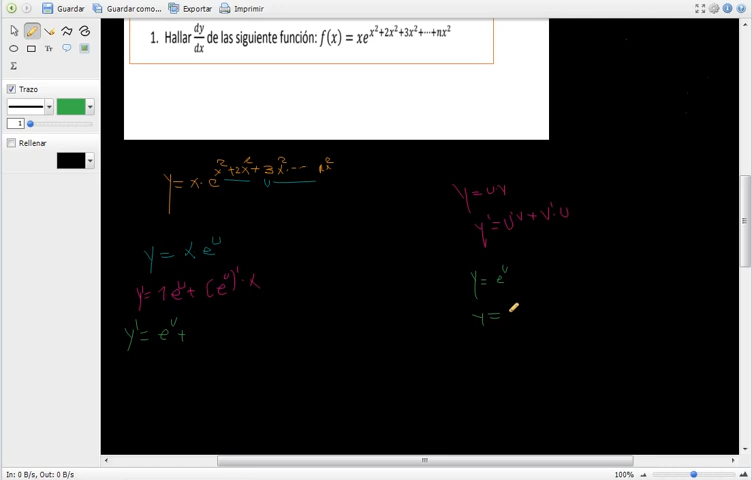 Guardar
Guardar como...
Exportar
Imprimir
1. Hallar dy/dx de las siguiente función: f(x) = xe^{x²+2x²+3x²+⋯+nx²}
Trazo
1
Rellenar
Y = x · e^{x²+2x²+3x²···nx²}
U
Y = x e^U
Y' = 1e^U + (e^U)' · x
Y' = e^U +
Y = U·V
Y' = U'V + V'·U
Y = e^U
Y =
In: 0 B/s, Out: 0 B/s
100%